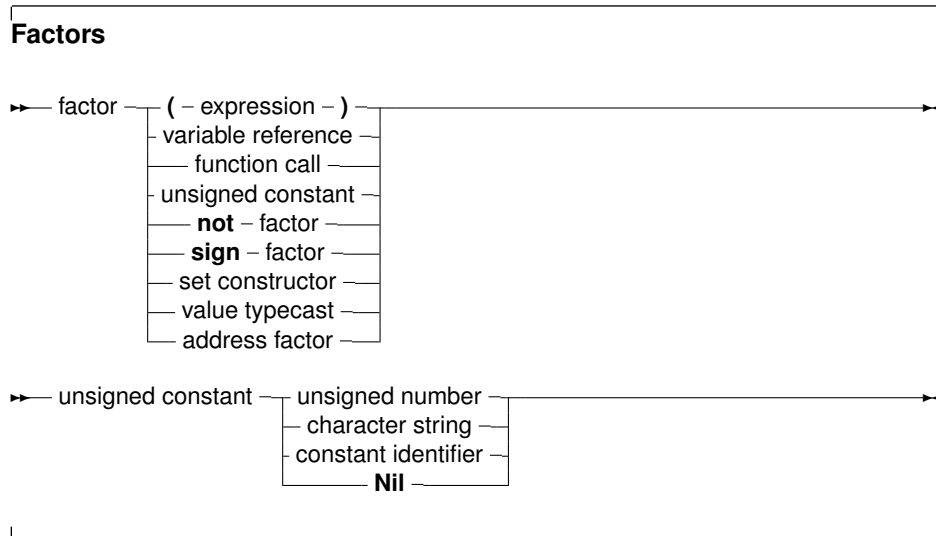 Factors
factor ( expression )
variable reference
function call
unsigned constant
not factor
sign factor
set constructor
value typecast
address factor
unsigned constant unsigned number
character string
constant identifier
Nil